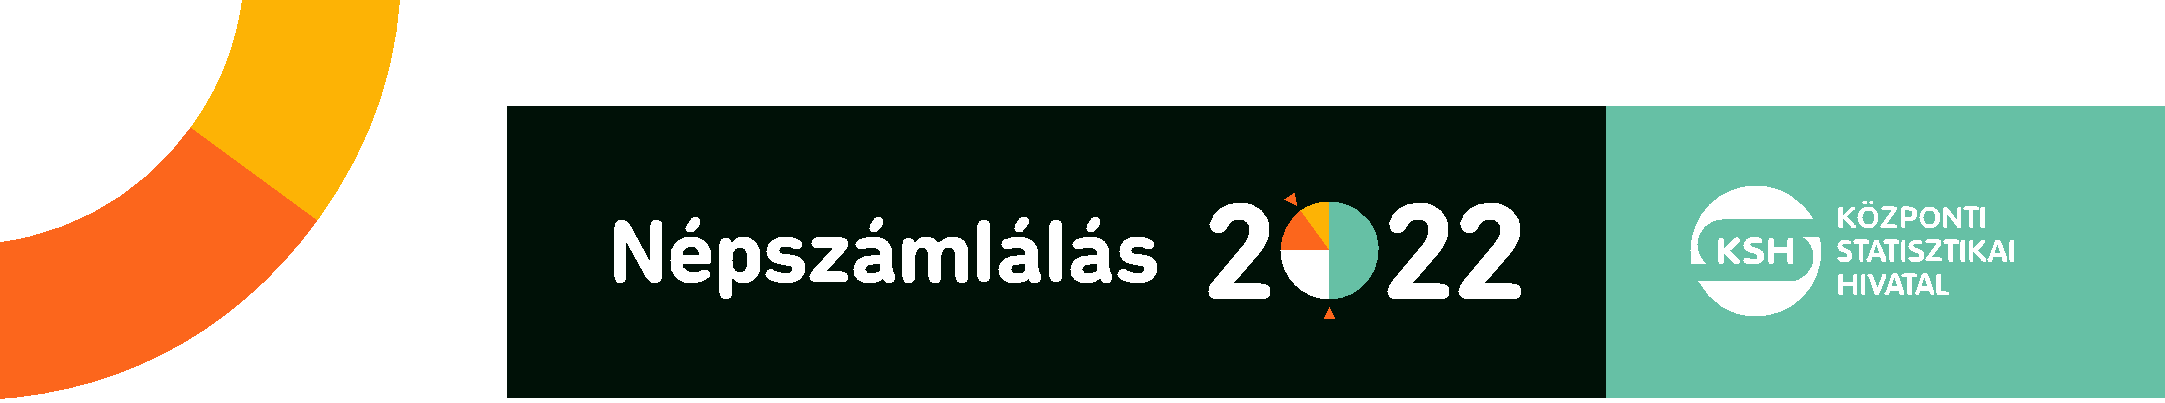 Népszámlálás 2022
KSH
KÖZPONTI
STATISZTIKAI
HIVATAL